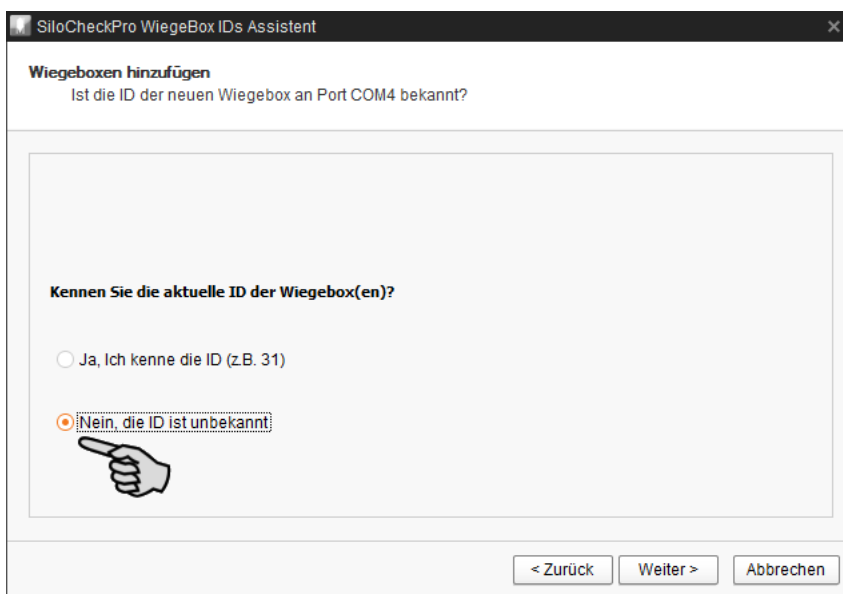 SiloCheckPro WiegeBox IDs Assistent
Wiegeboxen hinzufügen
Ist die ID der neuen Wiegebox an Port COM4 bekannt?
Kennen Sie die aktuelle ID der Wiegebox(en)?
Ja, Ich kenne die ID (z.B. 31)
Nein, die ID ist unbekannt
< Zurück Weiter > Abbrechen